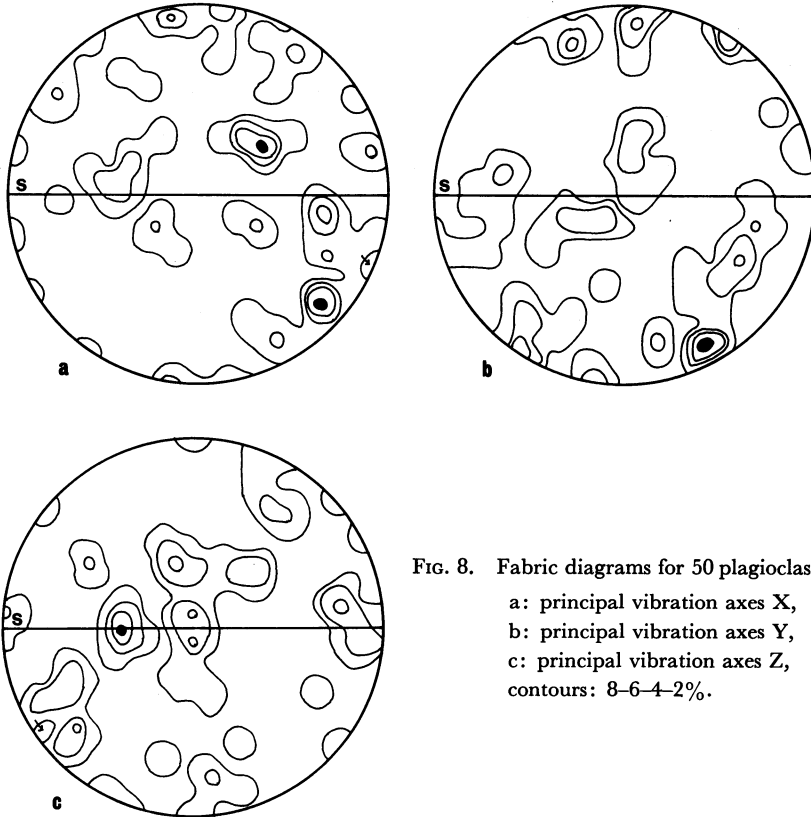 S
S
a
b
FIG. 8. Fabric diagrams for 50 plagioclas
a: principal vibration axes X,
b: principal vibration axes Y,
c: principal vibration axes Z,
contours: 8–6–4–2%.
S
c